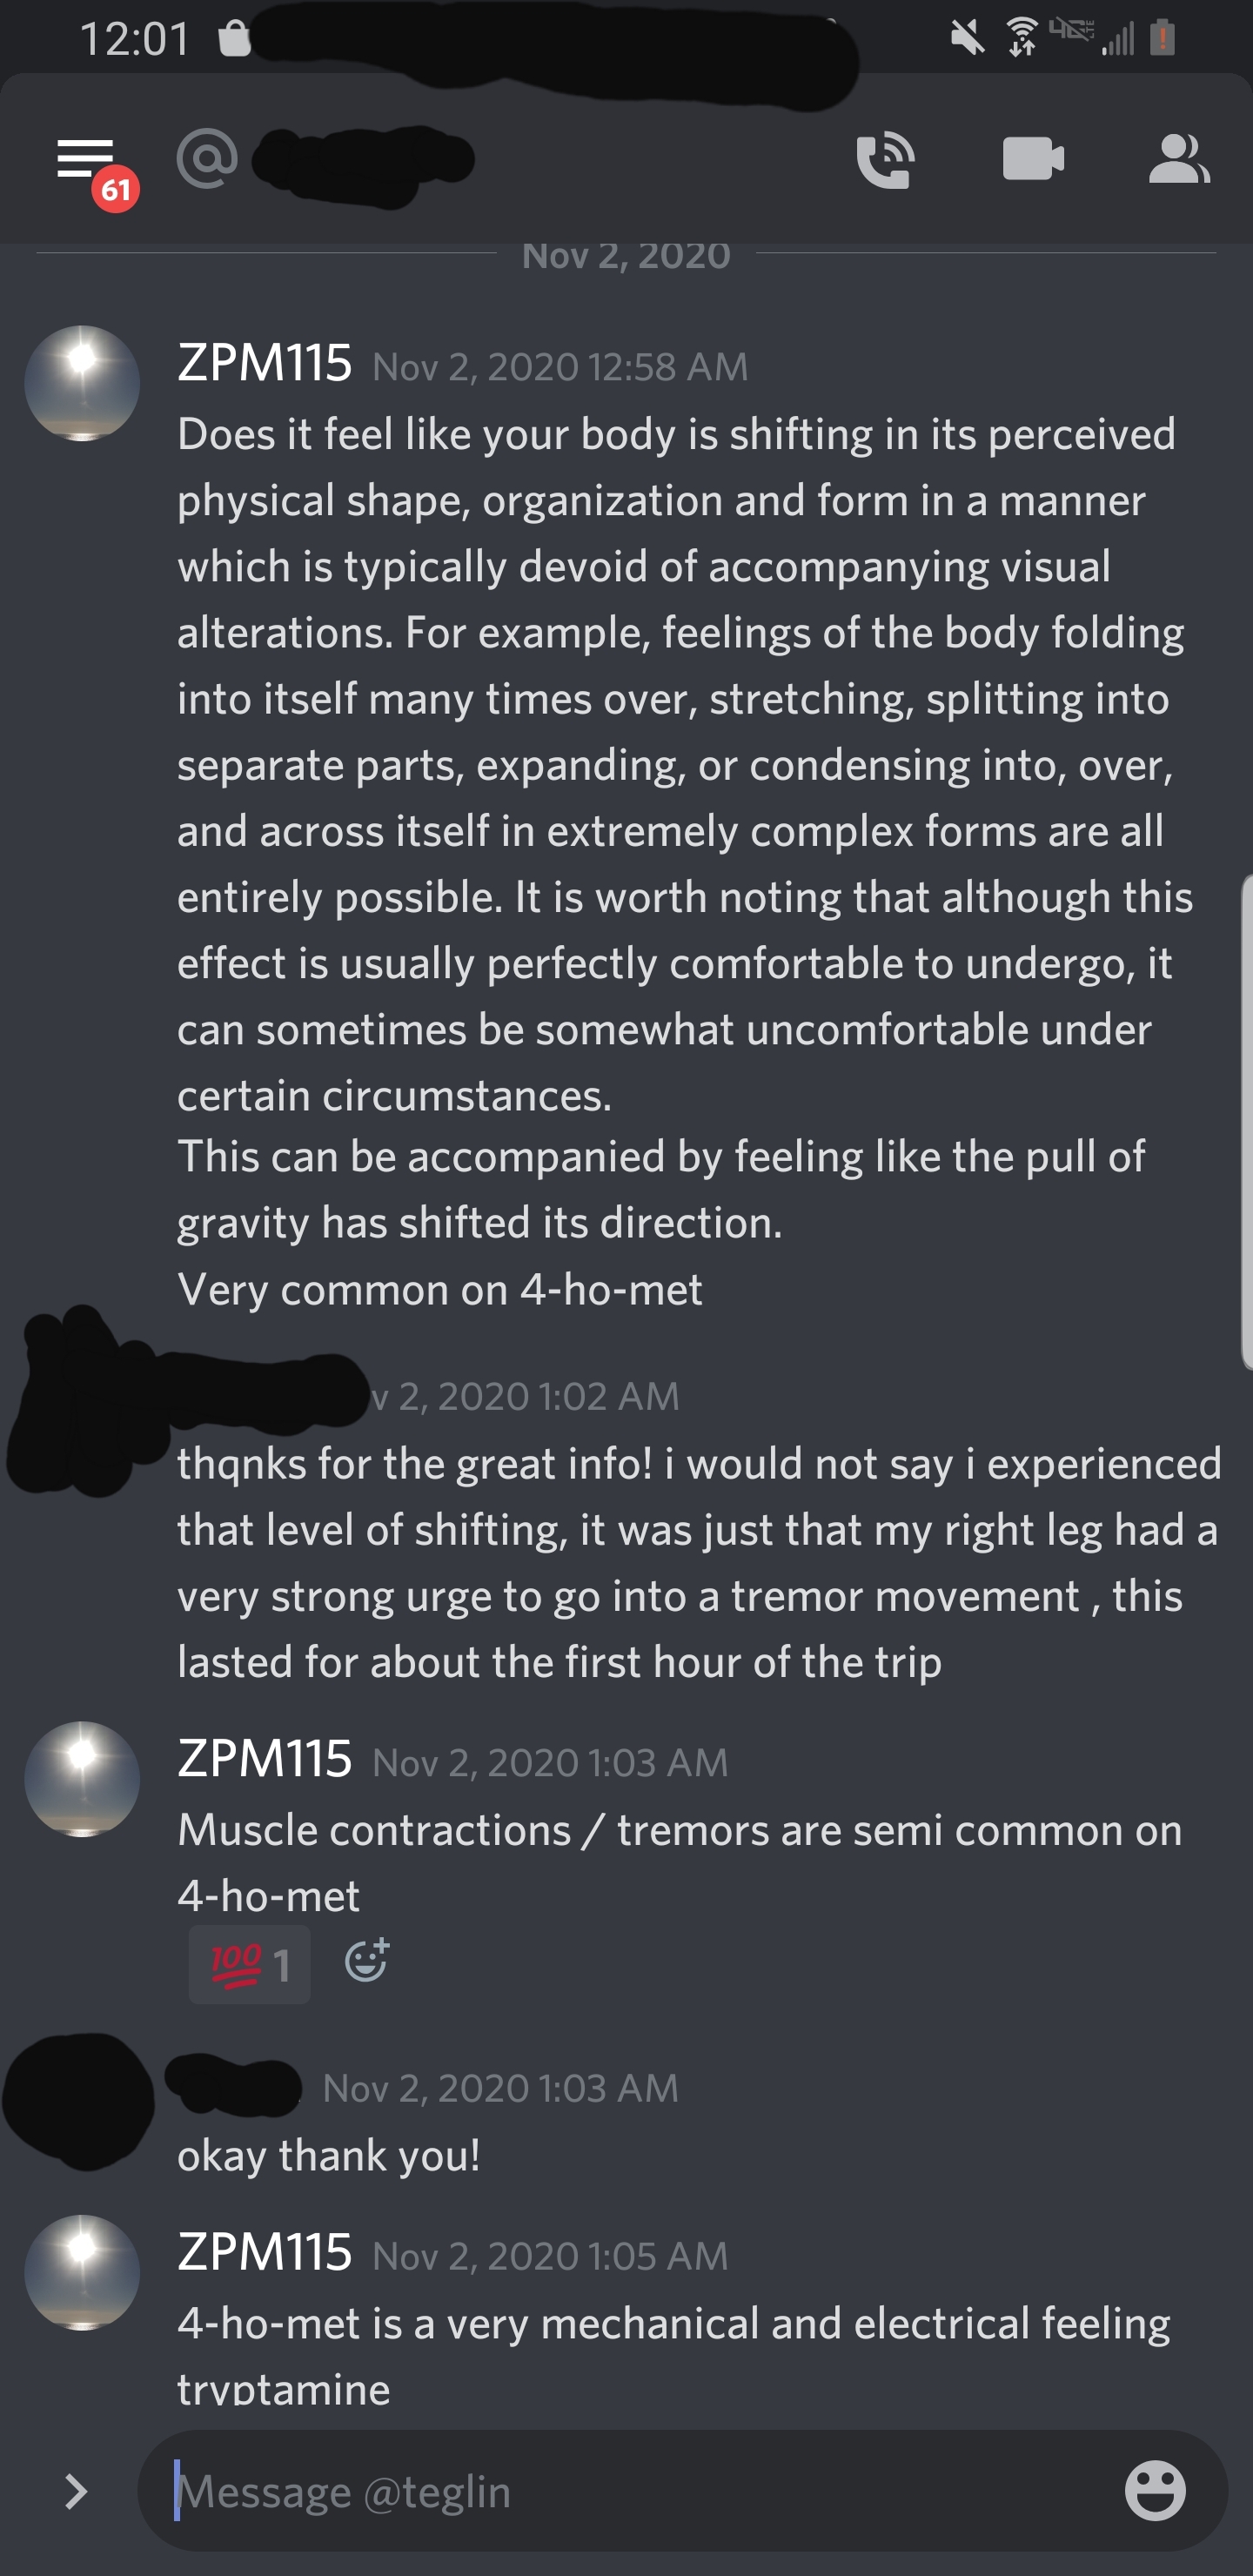 12:01
4G LTE
61
@
Nov 2, 2020
ZPM115 Nov 2, 2020 12:58 AM
Does it feel like your body is shifting in its perceived
physical shape, organization and form in a manner
which is typically devoid of accompanying visual
alterations. For example, feelings of the body folding
into itself many times over, stretching, splitting into
separate parts, expanding, or condensing into, over,
and across itself in extremely complex forms are all
entirely possible. It is worth noting that although this
effect is usually perfectly comfortable to undergo, it
can sometimes be somewhat uncomfortable under
certain circumstances.
This can be accompanied by feeling like the pull of
gravity has shifted its direction.
Very common on 4-ho-met
v 2, 2020 1:02 AM
thqnks for the great info! i would not say i experienced
that level of shifting, it was just that my right leg had a
very strong urge to go into a tremor movement , this
lasted for about the first hour of the trip
ZPM115 Nov 2, 2020 1:03 AM
Muscle contractions / tremors are semi common on
4-ho-met
100 1
Nov 2, 2020 1:03 AM
okay thank you!
ZPM115 Nov 2, 2020 1:05 AM
4-ho-met is a very mechanical and electrical feeling
tryptamine
Message @teglin